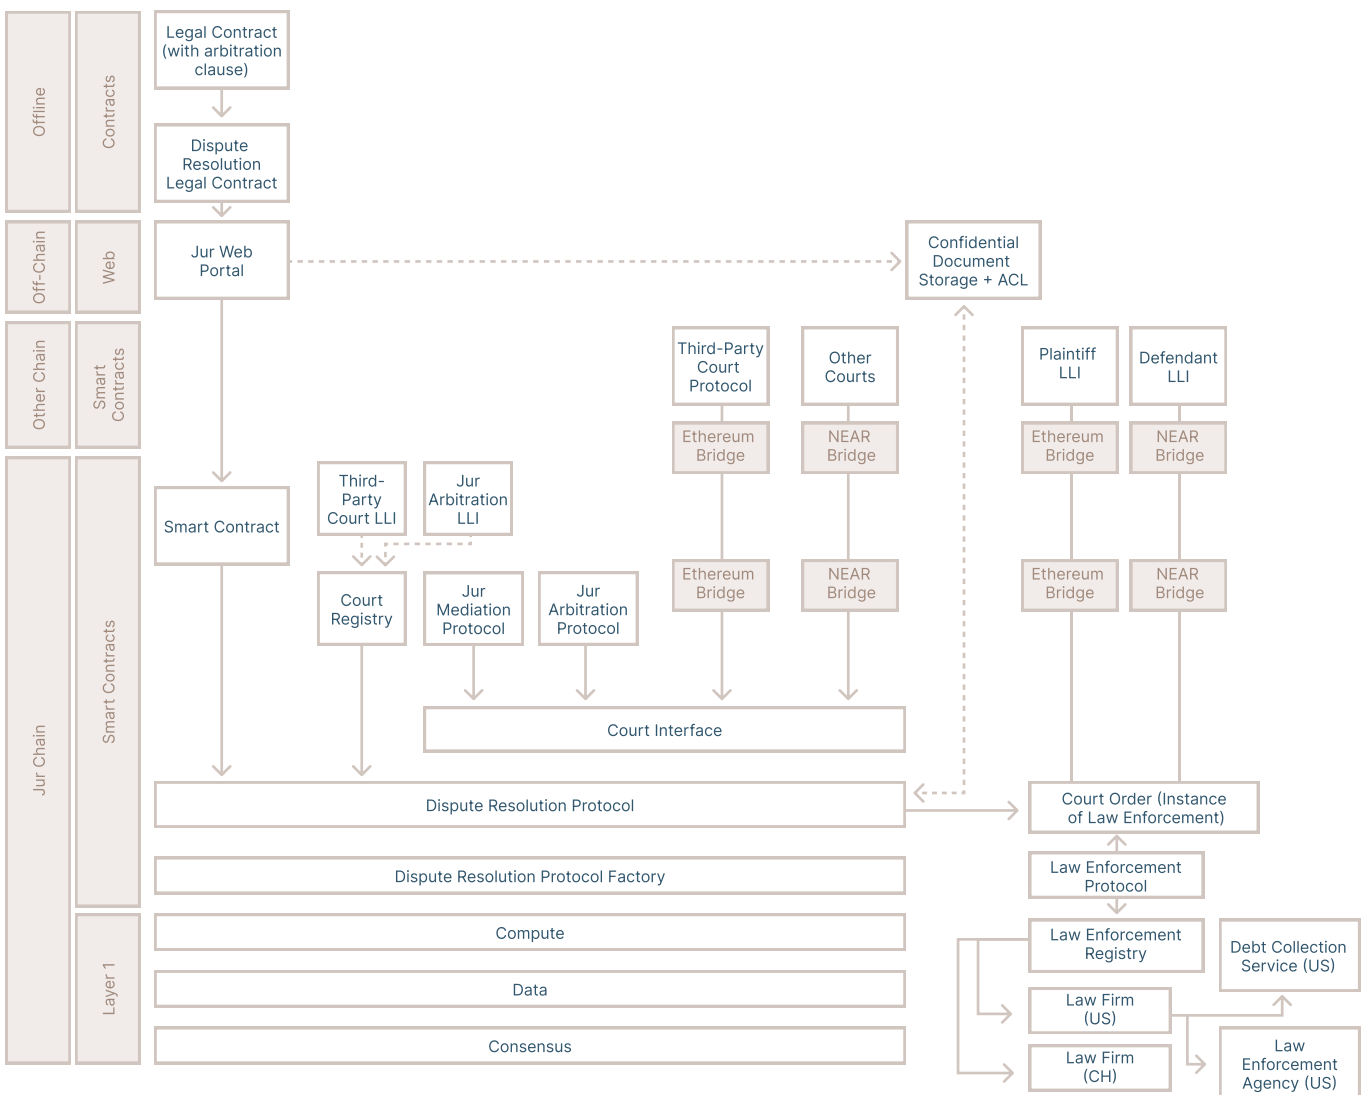 Legal Contract
(with arbitration
clause)
Offline
Contracts
Dispute
Resolution
Legal Contract
Off-Chain
Web
Jur Web
Portal
Confidential
Document
Storage + ACL
Other Chain
Smart
Contracts
Third-Party
Court
Protocol
Other
Courts
Plaintiff
LLI
Defendant
LLI
Ethereum
Bridge
NEAR
Bridge
Ethereum
Bridge
NEAR
Bridge
Jur Chain
Smart Contracts
Smart Contract
Third-
Party
Court LLI
Jur
Arbitration
LLI
Court
Registry
Jur
Mediation
Protocol
Jur
Arbitration
Protocol
Ethereum
Bridge
NEAR
Bridge
Ethereum
Bridge
NEAR
Bridge
Court Interface
Dispute Resolution Protocol
Court Order (Instance
of Law Enforcement)
Dispute Resolution Protocol Factory
Law Enforcement
Protocol
Layer 1
Compute
Law Enforcement
Registry
Debt Collection
Service (US)
Data
Law Firm
(US)
Consensus
Law Firm
(CH)
Law
Enforcement
Agency (US)